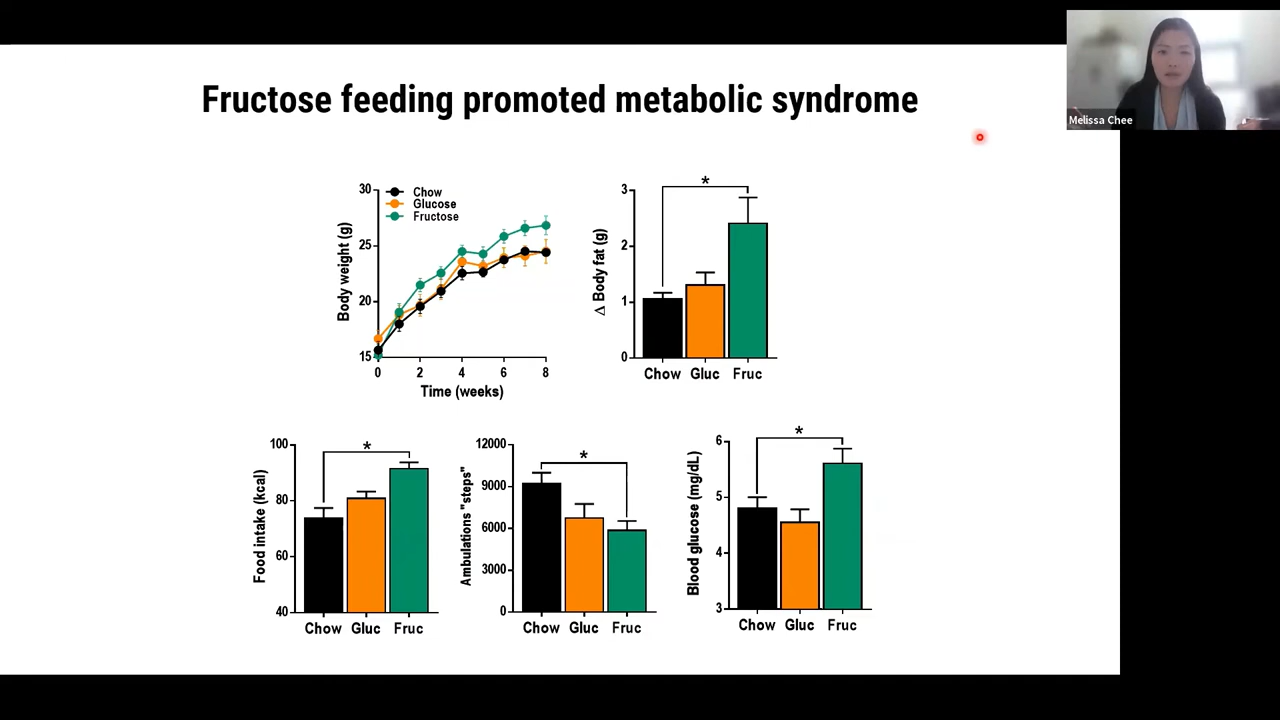 Fructose feeding promoted metabolic syndrome
Melissa Chee
30
25
20
15
Body weight (g)
Chow
Glucose
Fructose
0 2 4 6 8
Time (weeks)
*
3
2
1
0
Δ Body fat (g)
Chow Gluc Fruc
*
100
80
60
40
Food intake (kcal)
Chow Gluc Fruc
*
12000
9000
6000
3000
0
Ambulations "steps"
Chow Gluc Fruc
*
6
5
4
3
Blood glucose (mg/dL)
Chow Gluc Fruc